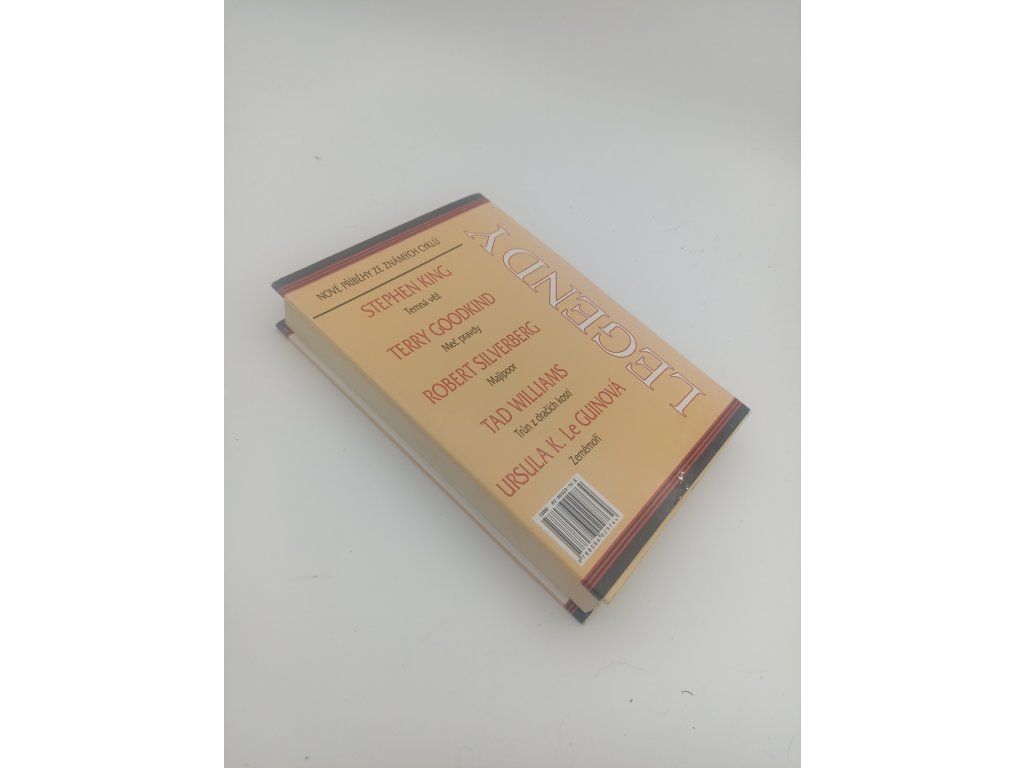 NOVÉ PŘÍBĚHY ZE ZNÁMÝCH CYKLŮ
STEPHEN KING
Temná věž
TERRY GOODKIND
Meč pravdy
ROBERT SILVERBERG
Majipoor
TAD WILLIAMS
Trůn z dračích kostí
URSULA K. Le GUINOVÁ
Zeměmoří
LEGENDY